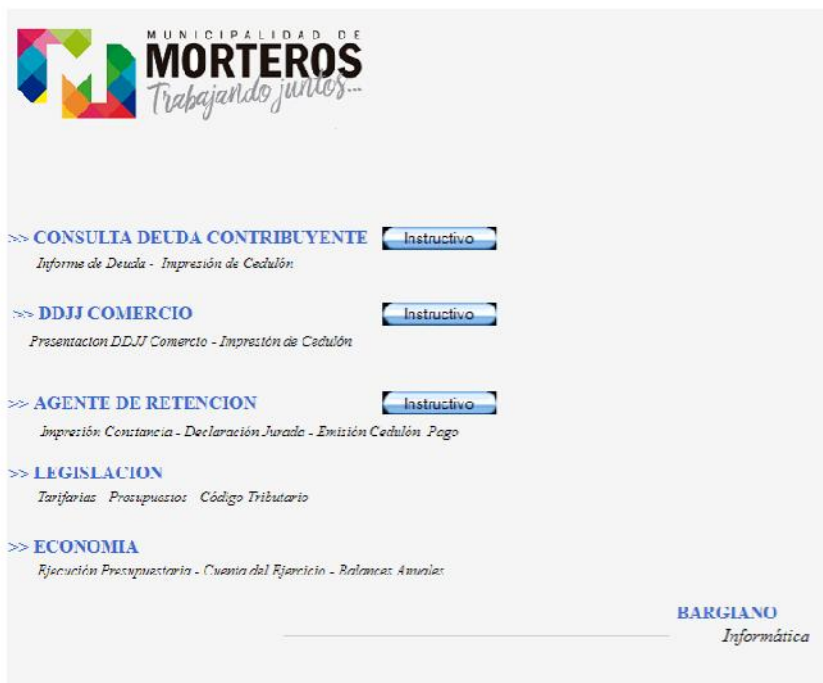 MUNICIPALIDAD DE
MORTEROS
Trabajando juntos...
>> CONSULTA DEUDA CONTRIBUYENTE Instructivo
Informe de Deuda - Impresión de Cedulón
>> DDJJ COMERCIO Instructivo
Presentacion DDJJ Comercio - Impresión de Cedulón
>> AGENTE DE RETENCION Instructivo
Impresión Constancia - Declaración Jurada - Emisión Cedulón Pago
>> LEGISLACION
Tarifarias Presupuestos Código Tributario
>> ECONOMIA
Ejecución Presupuestaria - Cuenta del Ejercicio - Balances Anuales
BARGIANO
Informática